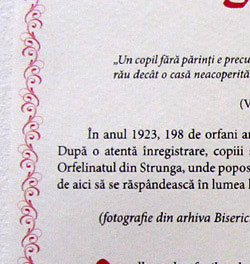 „Un copil fără părinți e precu
rău decât o casă neacoperită
(V
În anul 1923, 198 de orfani ar
După o atentă înregistrare, copiii
Orfelinatul din Strunga, unde popos
de aici să se răspândească în lumea l
(fotografie din arhiva Biseric